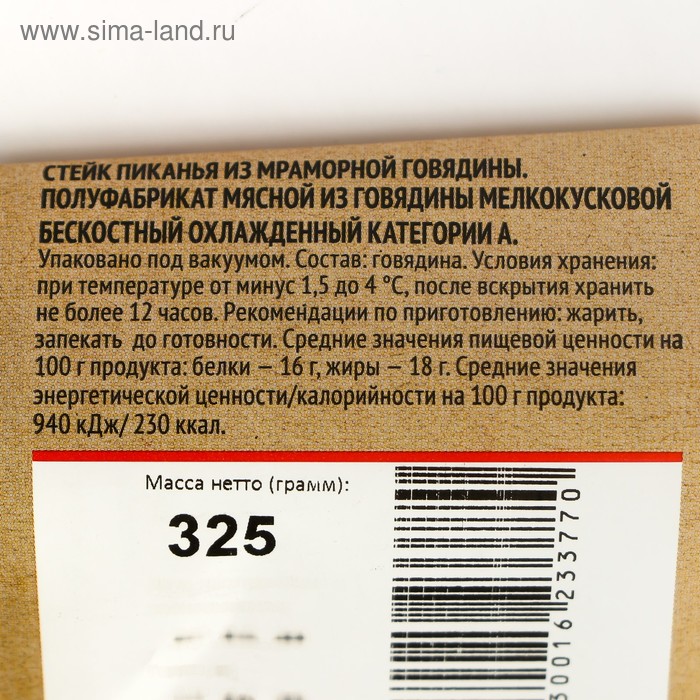 www.sima-land.ru
СТЕЙК ПИКАНЬЯ ИЗ МРАМОРНОЙ ГОВЯДИНЫ.
ПОЛУФАБРИКАТ МЯСНОЙ ИЗ ГОВЯДИНЫ МЕЛКОКУСКОВОЙ
БЕСКОСТНЫЙ ОХЛАЖДЕННЫЙ КАТЕГОРИИ А.
Упаковано под вакуумом. Состав: говядина. Условия хранения:
при температуре от минус 1,5 до 4 °С, после вскрытия хранить
не более 12 часов. Рекомендации по приготовлению: жарить,
запекать до готовности. Средние значения пищевой ценности на
100 г продукта: белки — 16 г, жиры — 18 г. Средние значения
энергетической ценности/калорийности на 100 г продукта:
940 кДж/ 230 ккал.
Масса нетто (грамм):
325
30016 233770